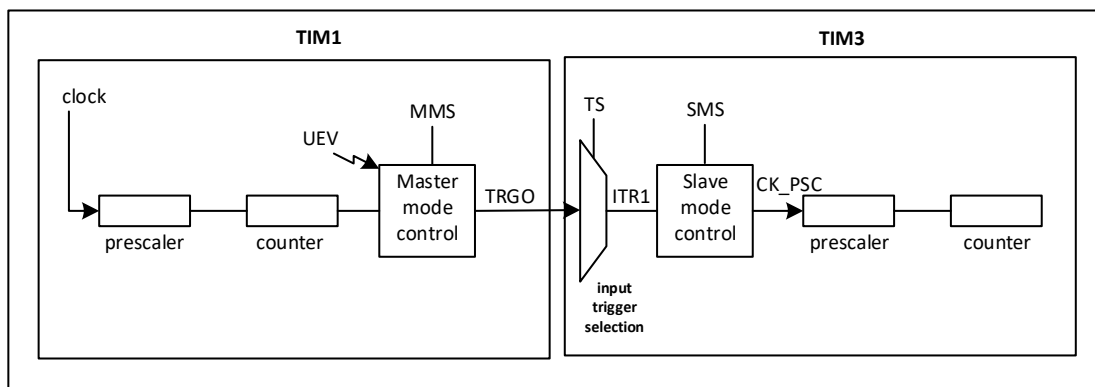 TIM1
TIM3
clock
UEV
MMS
TS
SMS
Master
mode
control
TRGO
ITR1
Slave
mode
control
CK_PSC
prescaler
counter
prescaler
counter
input
trigger
selection